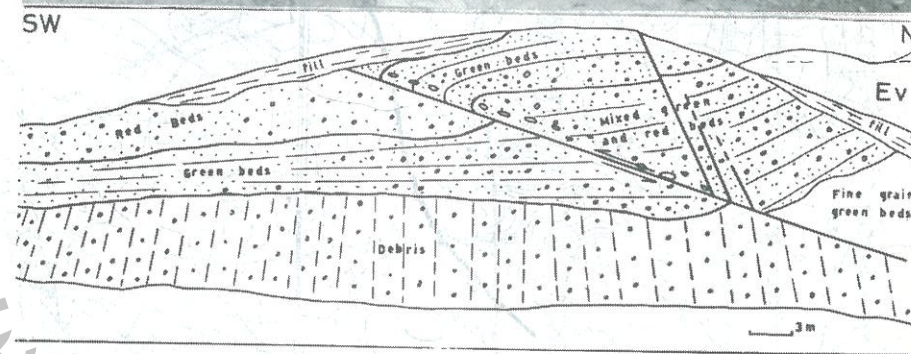 SW
N
Ev
fill
Green beds
Mixed green
and red beds
Red Beds
fill
Green beds
Fine grain
green beds
Debris
3m